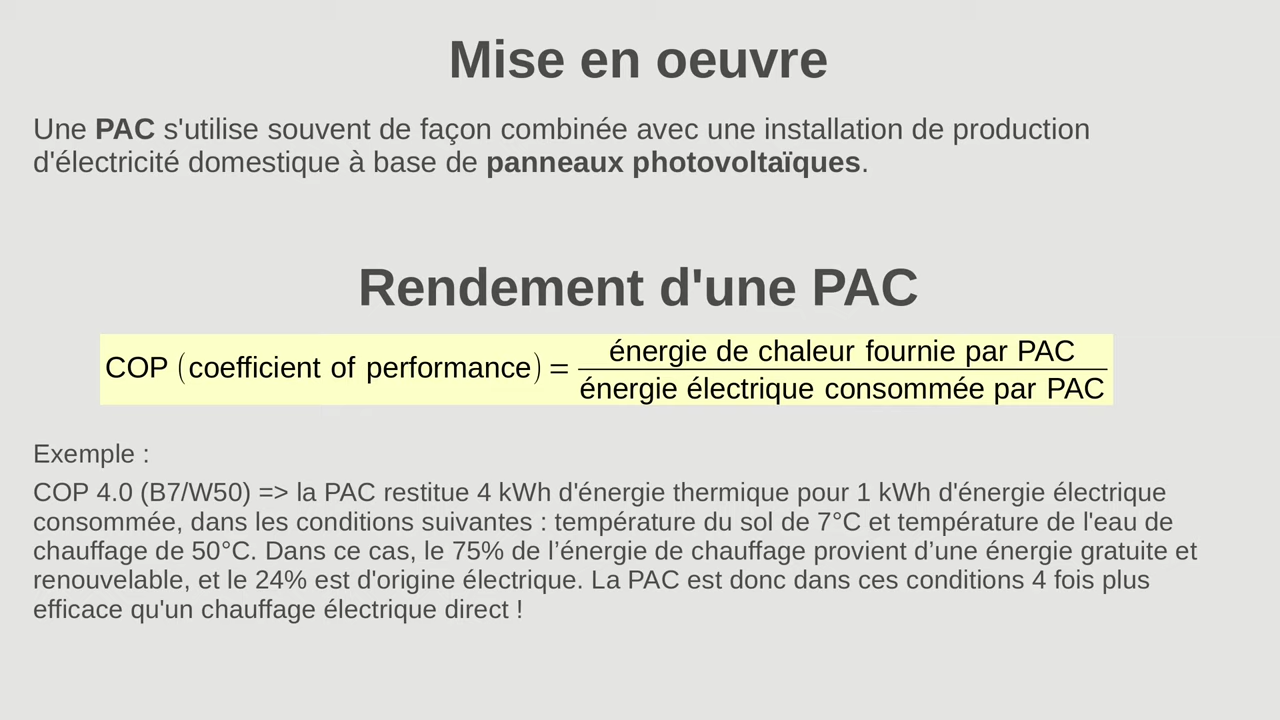 Mise en oeuvre
Une PAC s'utilise souvent de façon combinée avec une installation de production
d'électricité domestique à base de panneaux photovoltaïques.
Rendement d'une PAC
COP (coefficient of performance) = énergie de chaleur fournie par PAC / énergie électrique consommée par PAC
Exemple :
COP 4.0 (B7/W50) => la PAC restitue 4 kWh d'énergie thermique pour 1 kWh d'énergie électrique
consommée, dans les conditions suivantes : température du sol de 7°C et température de l'eau de
chauffage de 50°C. Dans ce cas, le 75% de l’énergie de chauffage provient d’une énergie gratuite et
renouvelable, et le 24% est d'origine électrique. La PAC est donc dans ces conditions 4 fois plus
efficace qu'un chauffage électrique direct !